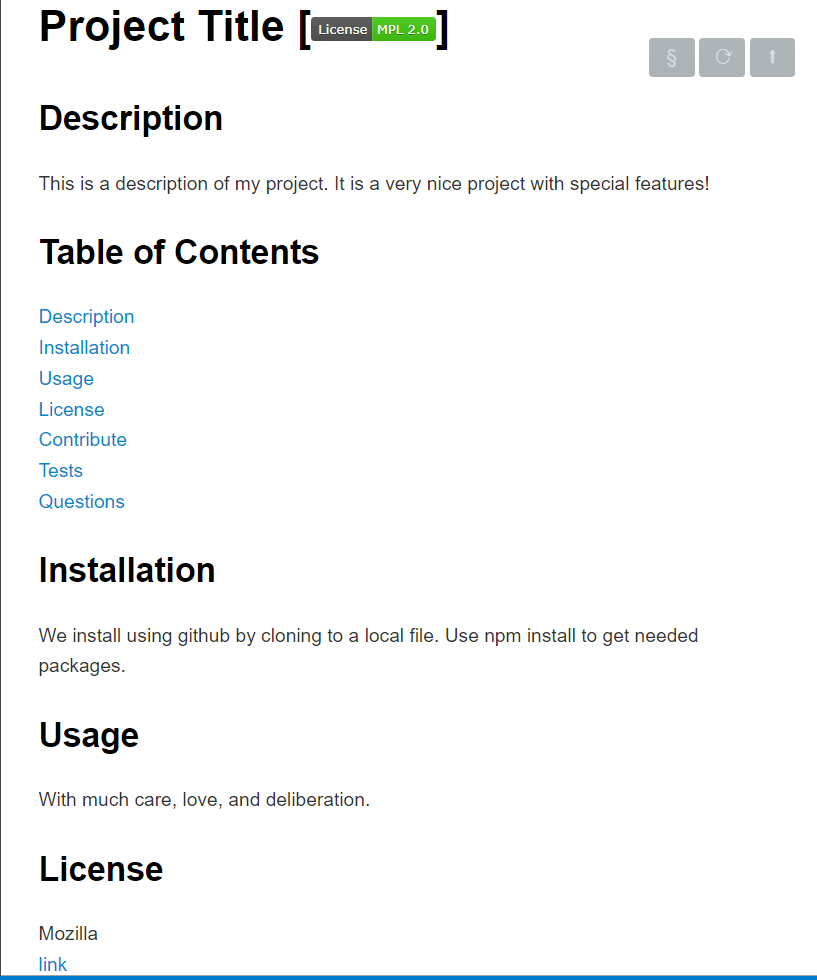 Project Title [License MPL 2.0]
§ ⟳ ⬆
Description
This is a description of my project. It is a very nice project with special features!
Table of Contents
Description
Installation
Usage
License
Contribute
Tests
Questions
Installation
We install using github by cloning to a local file. Use npm install to get needed
packages.
Usage
With much care, love, and deliberation.
License
Mozilla
link